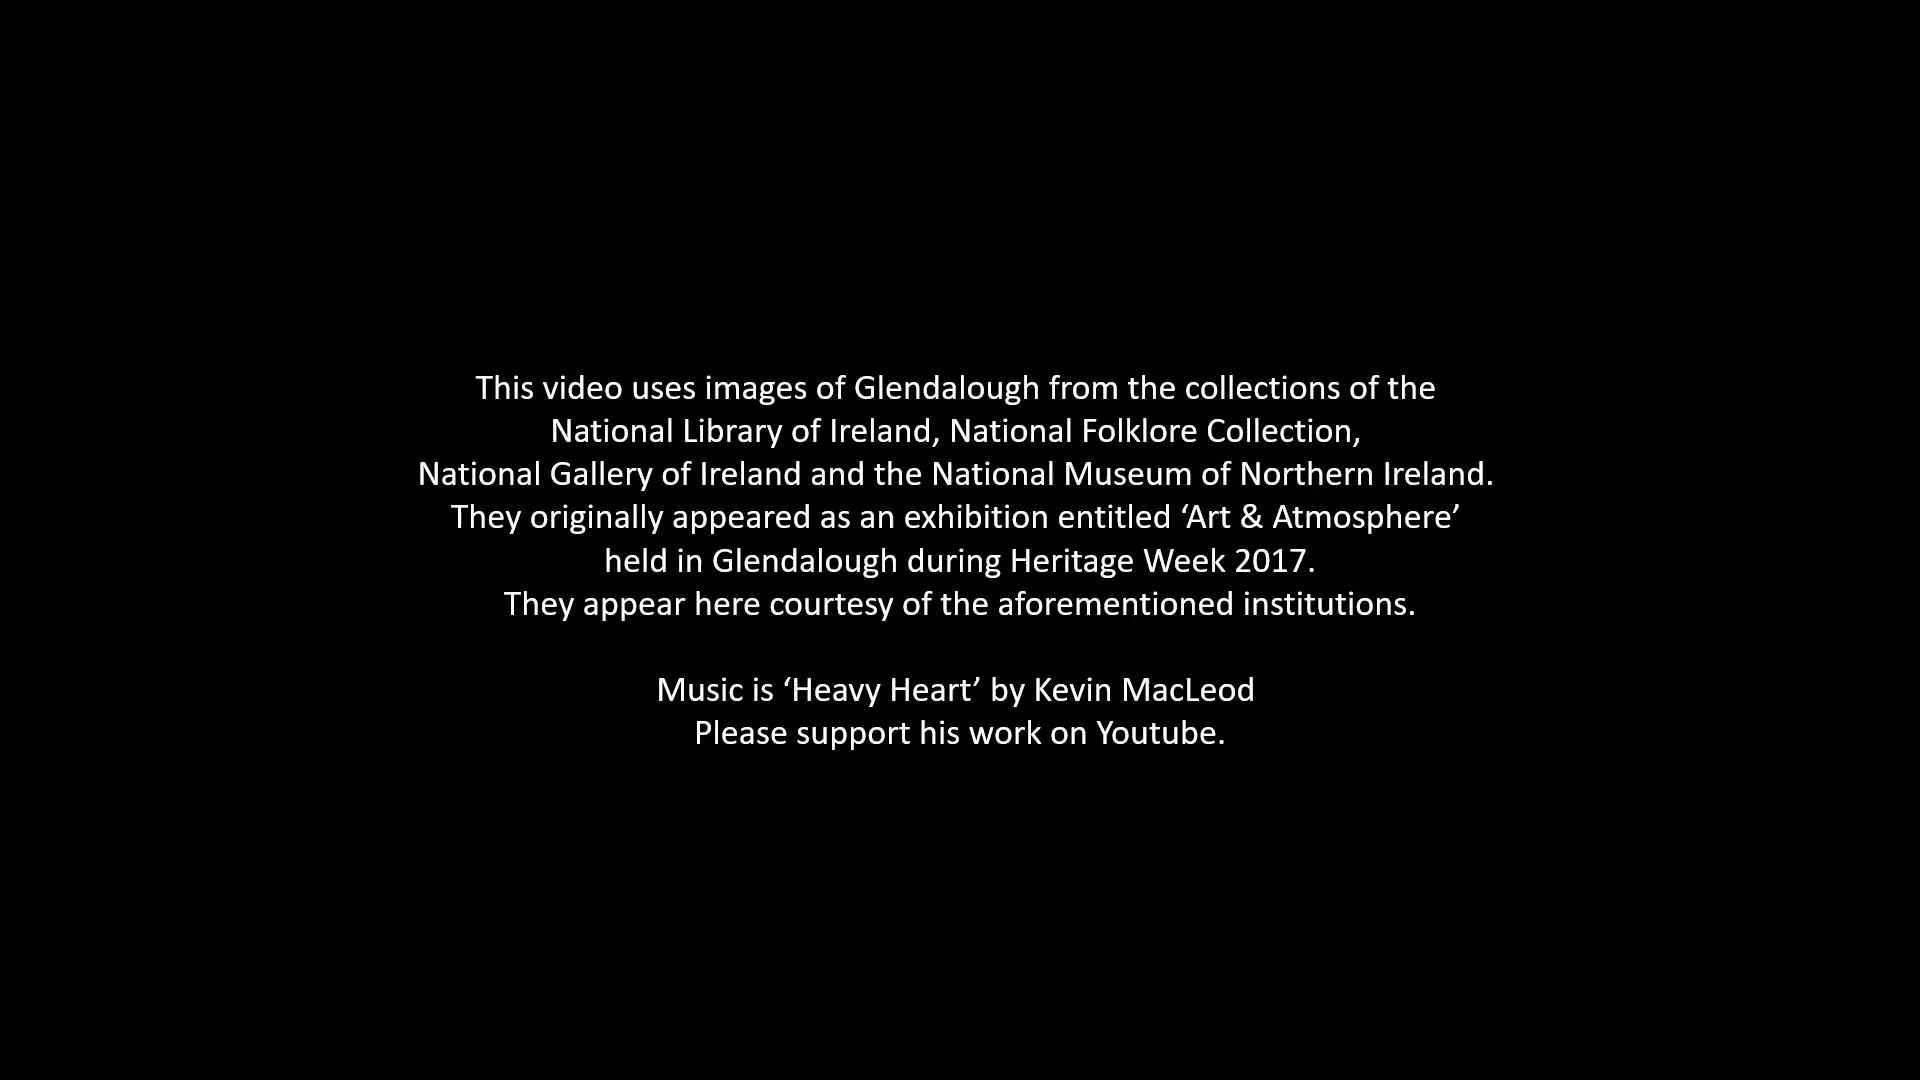 This video uses images of Glendalough from the collections of the
National Library of Ireland, National Folklore Collection,
National Gallery of Ireland and the National Museum of Northern Ireland.
They originally appeared as an exhibition entitled ‘Art & Atmosphere’
held in Glendalough during Heritage Week 2017.
They appear here courtesy of the aforementioned institutions.
Music is ‘Heavy Heart’ by Kevin MacLeod
Please support his work on Youtube.